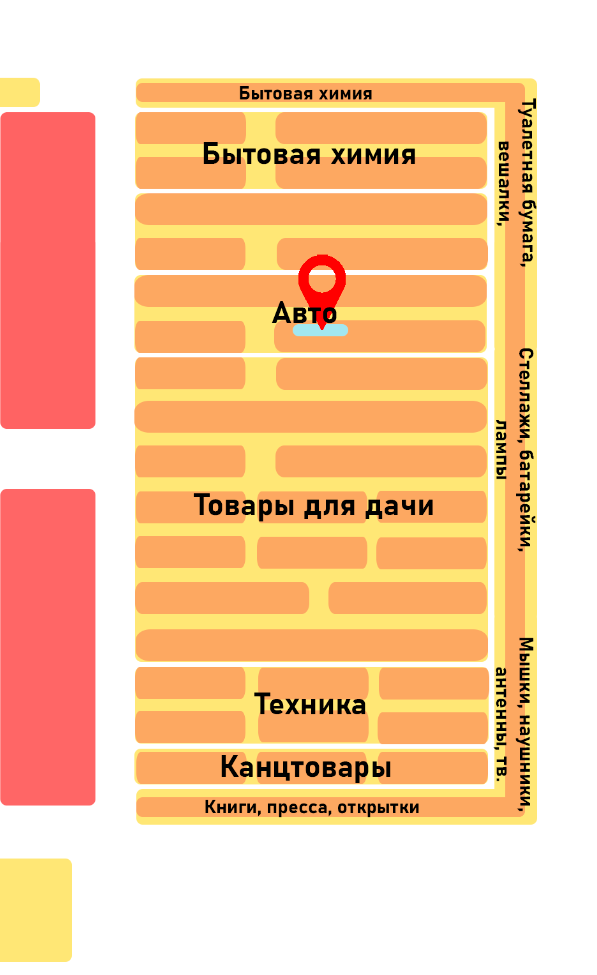 Бытовая химия
Туалетная бумага,
вешалки,
Бытовая химия
Авто
Стеллажи, батарейки,
лампы
Товары для дачи
Мышки, наушники,
антенны, тв.
Техника
Канцтовары
Книги, пресса, открытки